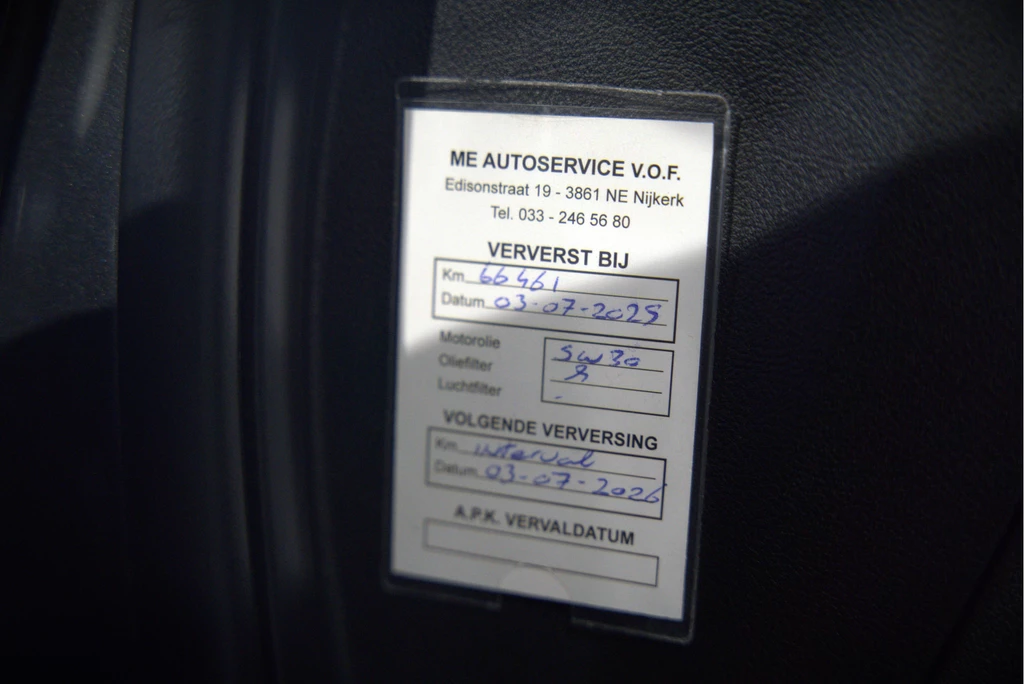 ME AUTOSERVICE V.O.F.
Edisonstraat 19 - 3861 NE Nijkerk
Tel. 033 - 246 56 80
VERVERST BIJ
Km 66461
Datum 03-07-2025
Motorolie 5W30
Oliefilter
Luchtfilter -
VOLGENDE VERVERSING
Km interval
Datum 03-07-2026
A.P.K. VERVALDATUM